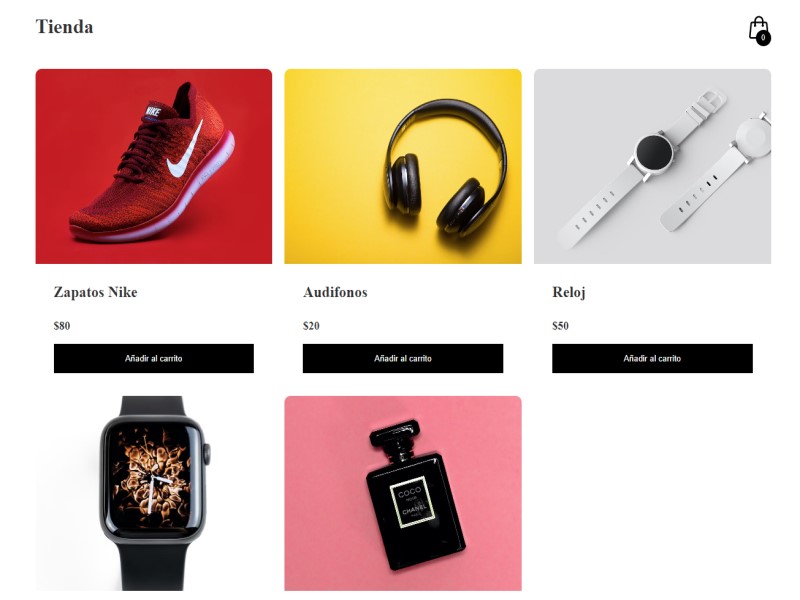 Tienda
0
NIKE
Zapatos Nike
Audifonos
Reloj
$80
$20
$50
Añadir al carrito
Añadir al carrito
Añadir al carrito
COCO
CHANEL